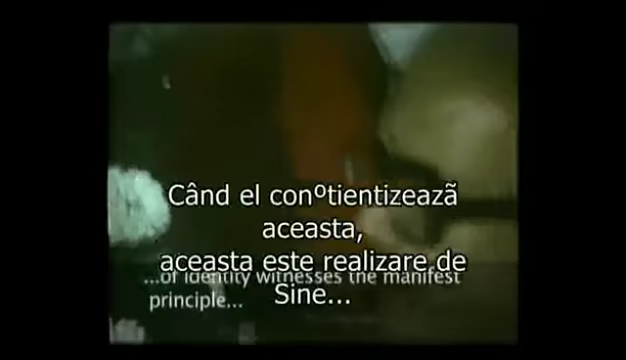 Când el conºtientizeazã
aceasta,
aceasta este realizare de
Sine...
...of identity witnesses the manifest
principle...